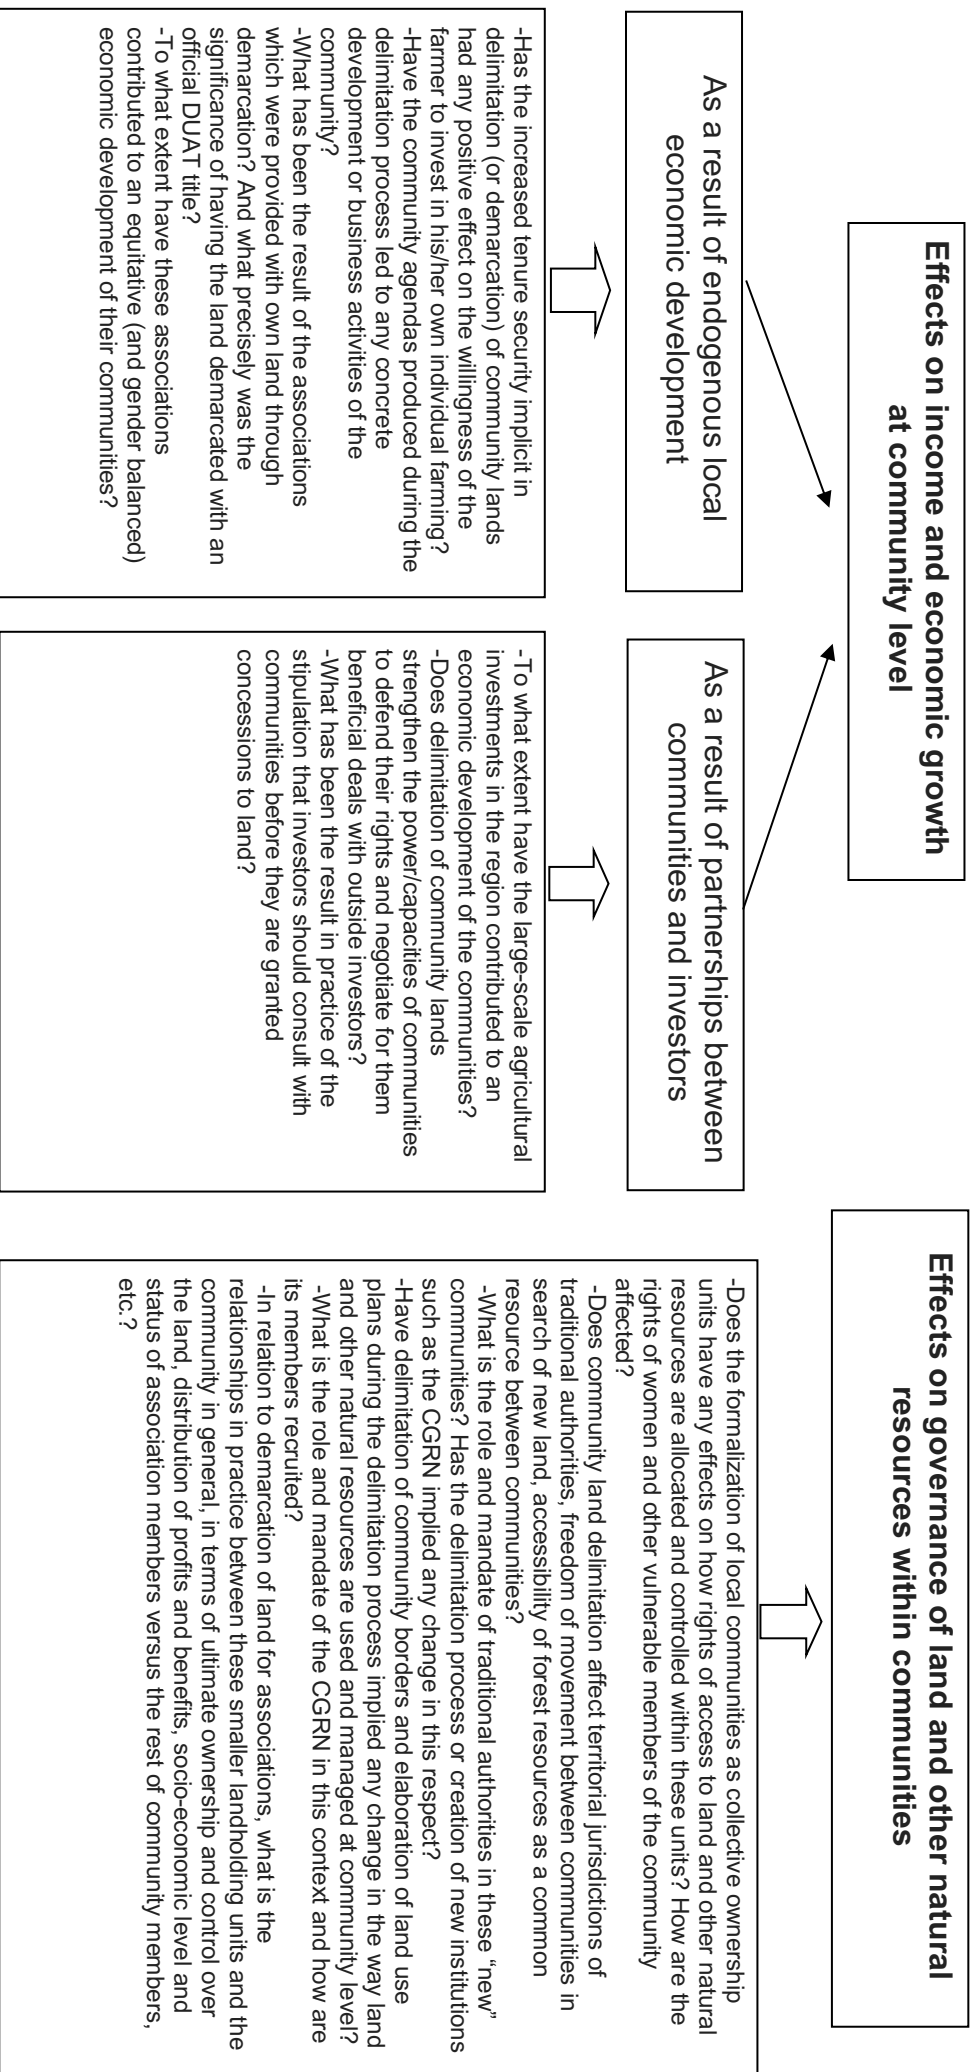 Effects on income and economic growth
at community level
As a result of endogenous local
economic development
-Has the increased tenure security implicit in
delimitation (or demarcation) of community lands
had any positive effect on the willingness of the
farmer to invest in his/her own individual farming?
-Have the community agendas produced during the
delimitation process led to any concrete
development or business activities of the
community?
-What has been the result of the associations
which were provided with own land through
demarcation? And what precisely was the
significance of having the land demarcated with an
official DUAT title?
-To what extent have these associations
contributed to an equitative (and gender balanced)
economic development of their communities?
As a result of partnerships between
communities and investors
-To what extent have the large-scale agricultural
investments in the region contributed to an
economic development of the communities?
-Does delimitation of community lands
strengthen the power/capacities of communities
to defend their rights and negotiate for them
beneficial deals with outside investors?
-What has been the result in practice of the
stipulation that investors should consult with
communities before they are granted
concessions to land?
Effects on governance of land and other natural
resources within communities
-Does the formalization of local communities as collective ownership
units have any effects on how rights of access to land and other natural
resources are allocated and controlled within these units? How are the
rights of women and other vulnerable members of the community
affected?
-Does community land delimitation affect territorial jurisdictions of
traditional authorities, freedom of movement between communities in
search of new land, accessibility of forest resources as a common
resource between communities?
-What is the role and mandate of traditional authorities in these “new”
communities? Has the delimitation process or creation of new institutions
such as the CGRN implied any change in this respect?
-Have delimitation of community borders and elaboration of land use
plans during the delimitation process implied any change in the way land
and other natural resources are used and managed at community level?
-What is the role and mandate of the CGRN in this context and how are
its members recruited?
-In relation to demarcation of land for associations, what is the
relationships in practice between these smaller landholding units and the
community in general, in terms of ultimate ownership and control over
the land, distribution of profits and benefits, socio-economic level and
status of association members versus the rest of community members,
etc.?